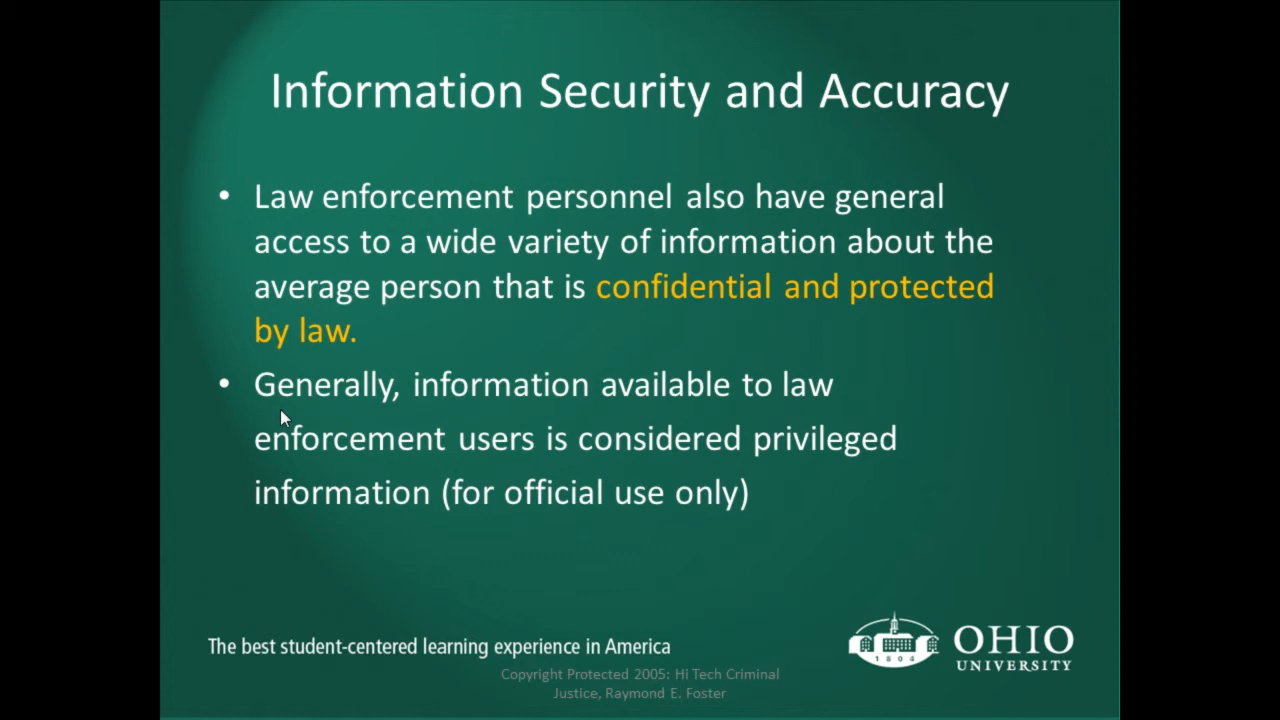 Information Security and Accuracy
• Law enforcement personnel also have general
access to a wide variety of information about the
average person that is confidential and protected
by law.
• Generally, information available to law
enforcement users is considered privileged
information (for official use only)
The best student-centered learning experience in America
1804
OHIO
UNIVERSITY
Copyright Protected 2005: Hi Tech Criminal
Justice, Raymond E. Foster